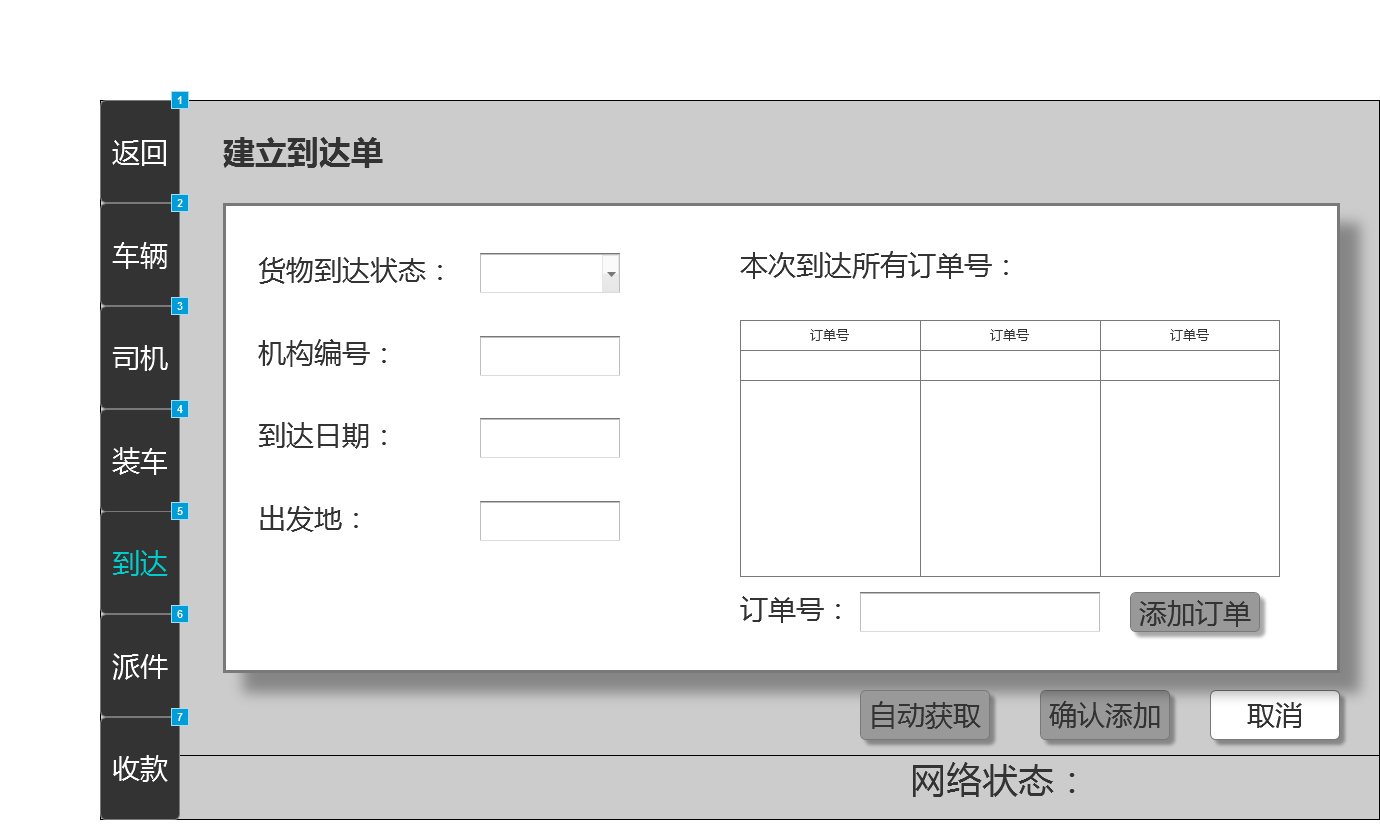 1
返回
2
车辆
3
司机
4
装车
5
到达
6
派件
7
收款
建立到达单
货物到达状态：
机构编号：
到达日期：
出发地：
本次到达所有订单号：
订单号 订单号 订单号
订单号： 添加订单
自动获取 确认添加 取消
网络状态：